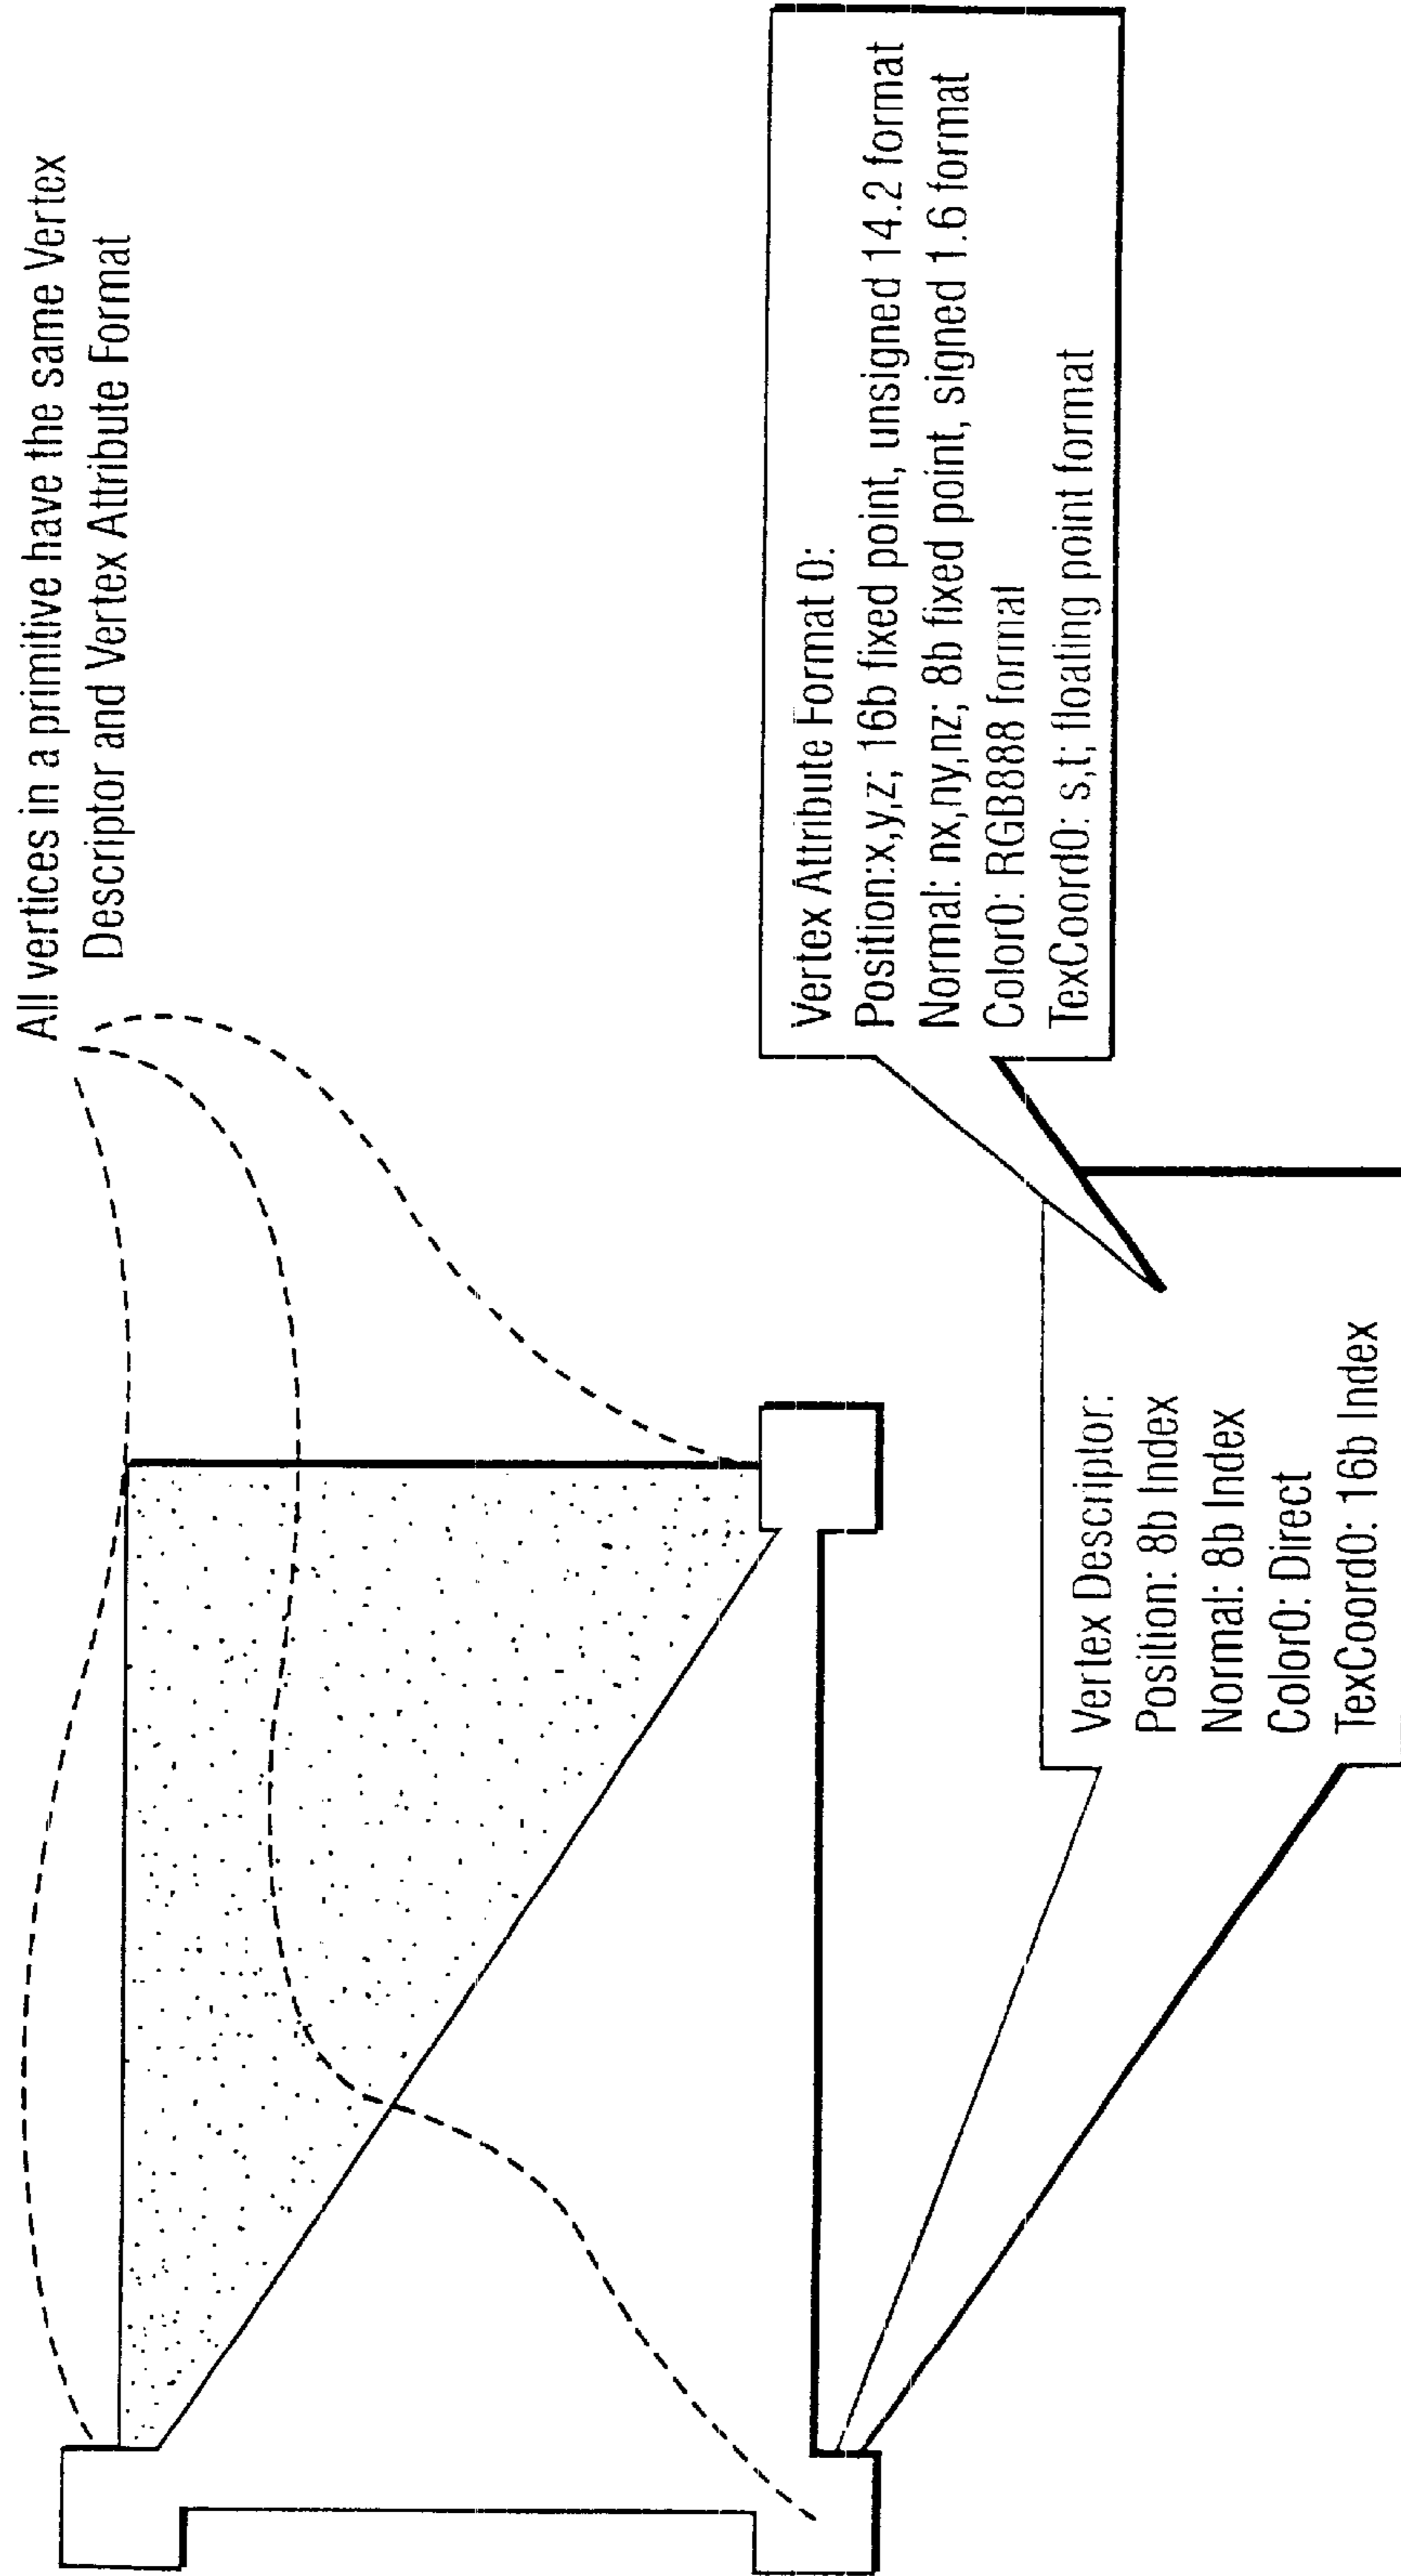 All vertices in a primitive have the same Vertex
Descriptor and Vertex Attribute Format
Vertex Attribute Format 0:
Position:x,y,z; 16b fixed point, unsigned 14.2 format
Normal: nx,ny,nz; 8b fixed point, signed 1.6 format
Color0: RGB888 format
TexCoord0: s,t; floating point format
Vertex Descriptor:
Position: 8b Index
Normal: 8b Index
Color0: Direct
TexCoord0: 16b Index